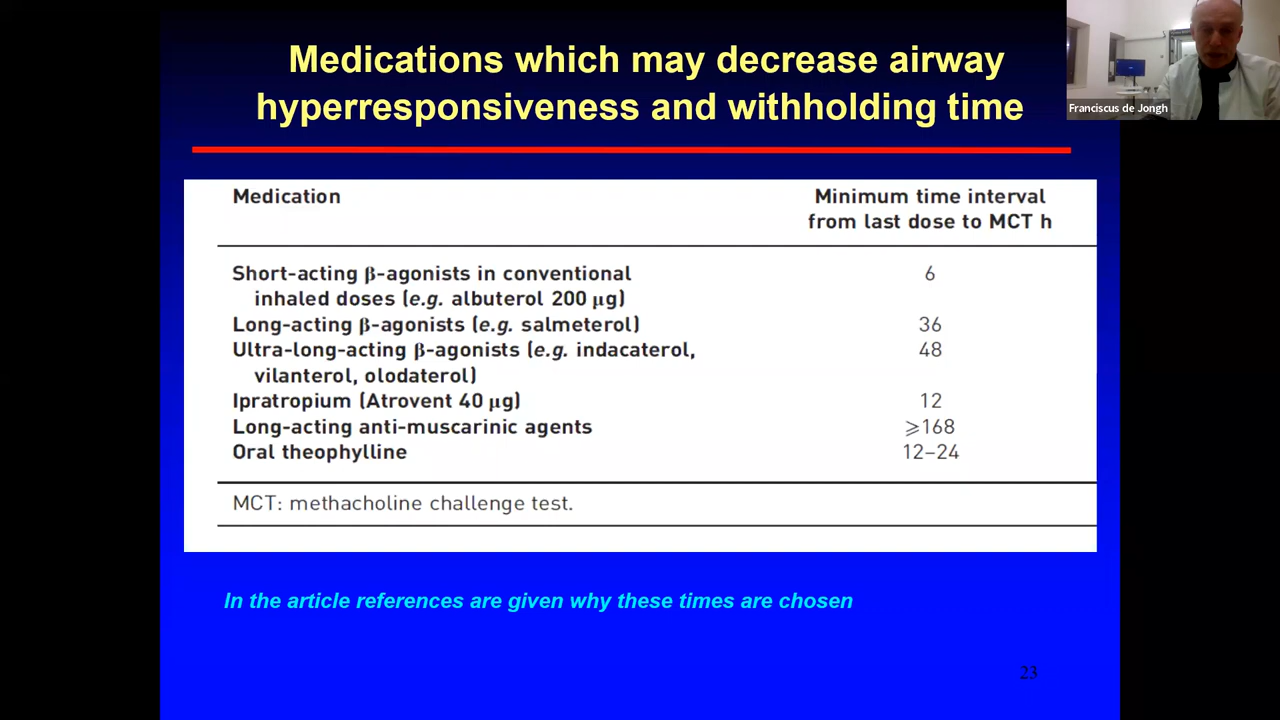 Medications which may decrease airway
hyperresponsiveness and withholding time
Franciscus de Jongh
Medication
Minimum time interval
from last dose to MCT h
Short-acting β-agonists in conventional
inhaled doses (e.g. albuterol 200 μg)
6
Long-acting β-agonists (e.g. salmeterol)
36
Ultra-long-acting β-agonists (e.g. indacaterol,
vilanterol, olodaterol)
48
Ipratropium (Atrovent 40 μg)
12
Long-acting anti-muscarinic agents
⩾168
Oral theophylline
12–24
MCT: methacholine challenge test.
In the article references are given why these times are chosen
23